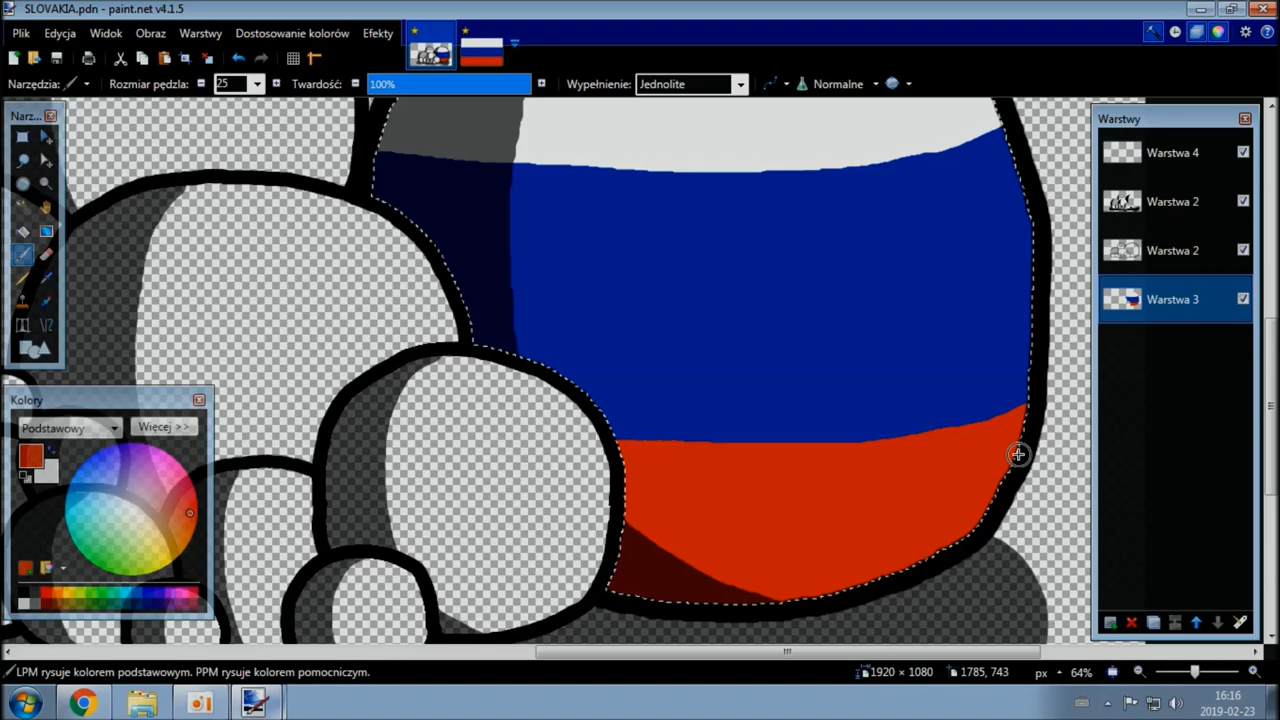 SLOVAKIA.pdn - paint.net v4.1.5
Plik Edycja Widok Obraz Warstwy Dostosowanie kolorów Efekty
Narzędzia: Rozmiar pędzla: 25 Twardość: 100% Wypełnienie: Jednolite Normalne
Narz...
Warstwy
Warstwa 4
Warstwa 2
Warstwa 2
Warstwa 3
Kolory
Podstawowy Więcej >>
LPM rysuje kolorem podstawowym. PPM rysuje kolorem pomocniczym. 1920 × 1080 1785, 743 px 64%
16:16
2019-02-23